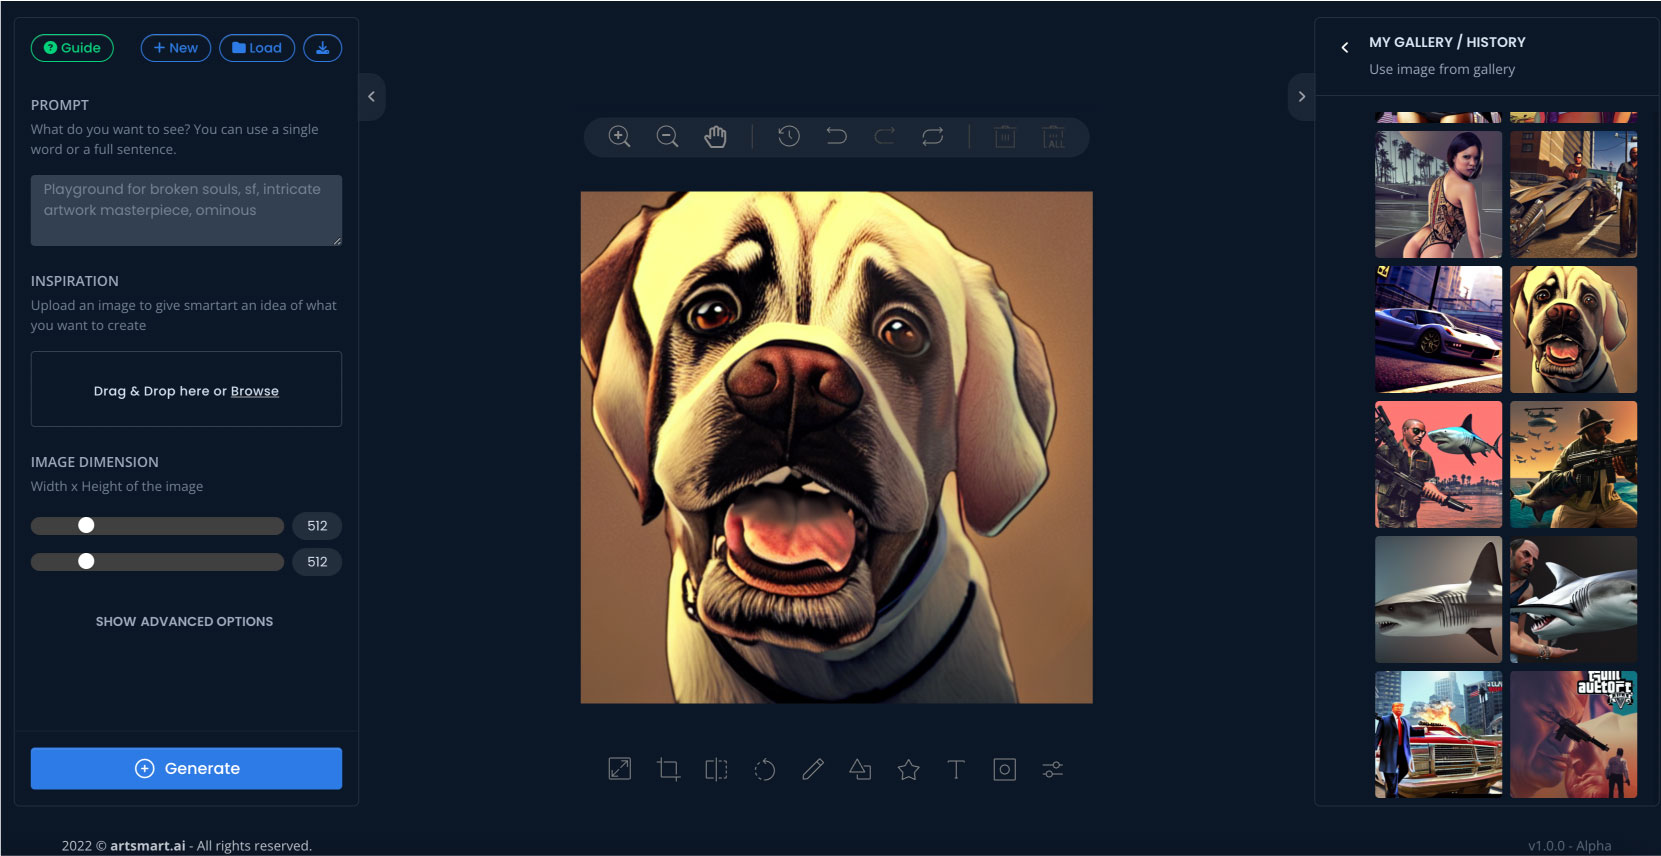 Guide
New
Load
PROMPT
What do you want to see? You can use a single
word or a full sentence.
Playground for broken souls, sf, intricate
artwork masterpiece, ominous
INSPIRATION
Upload an image to give smartart an idea of what
you want to create
Drag & Drop here or Browse
IMAGE DIMENSION
Width x Height of the image
512
512
SHOW ADVANCED OPTIONS
Generate
ALL
T
MY GALLERY / HISTORY
Use image from gallery
2022 © artsmart.ai - All rights reserved.
v1.0.0 - Alpha